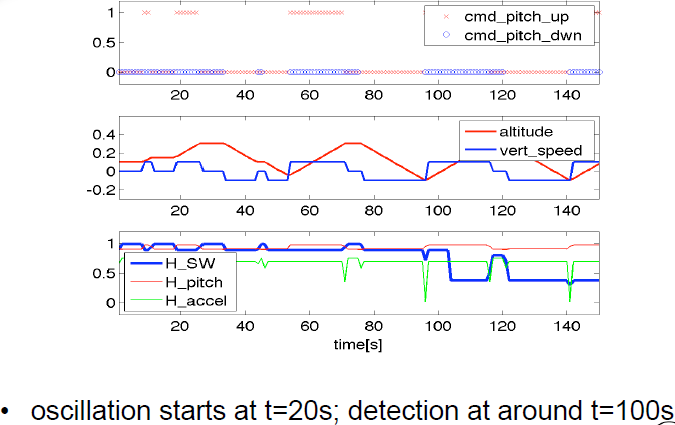 1
0.5
0
cmd_pitch_up
cmd_pitch_dwn
20 40 60 80 100 120 140
0.4
0.2
0
-0.2
altitude
vert_speed
20 40 60 80 100 120 140
1
0.5
0
H_SW
H_pitch
H_accel
20 40 60 80 100 120 140
time[s]
• oscillation starts at t=20s; detection at around t=100s